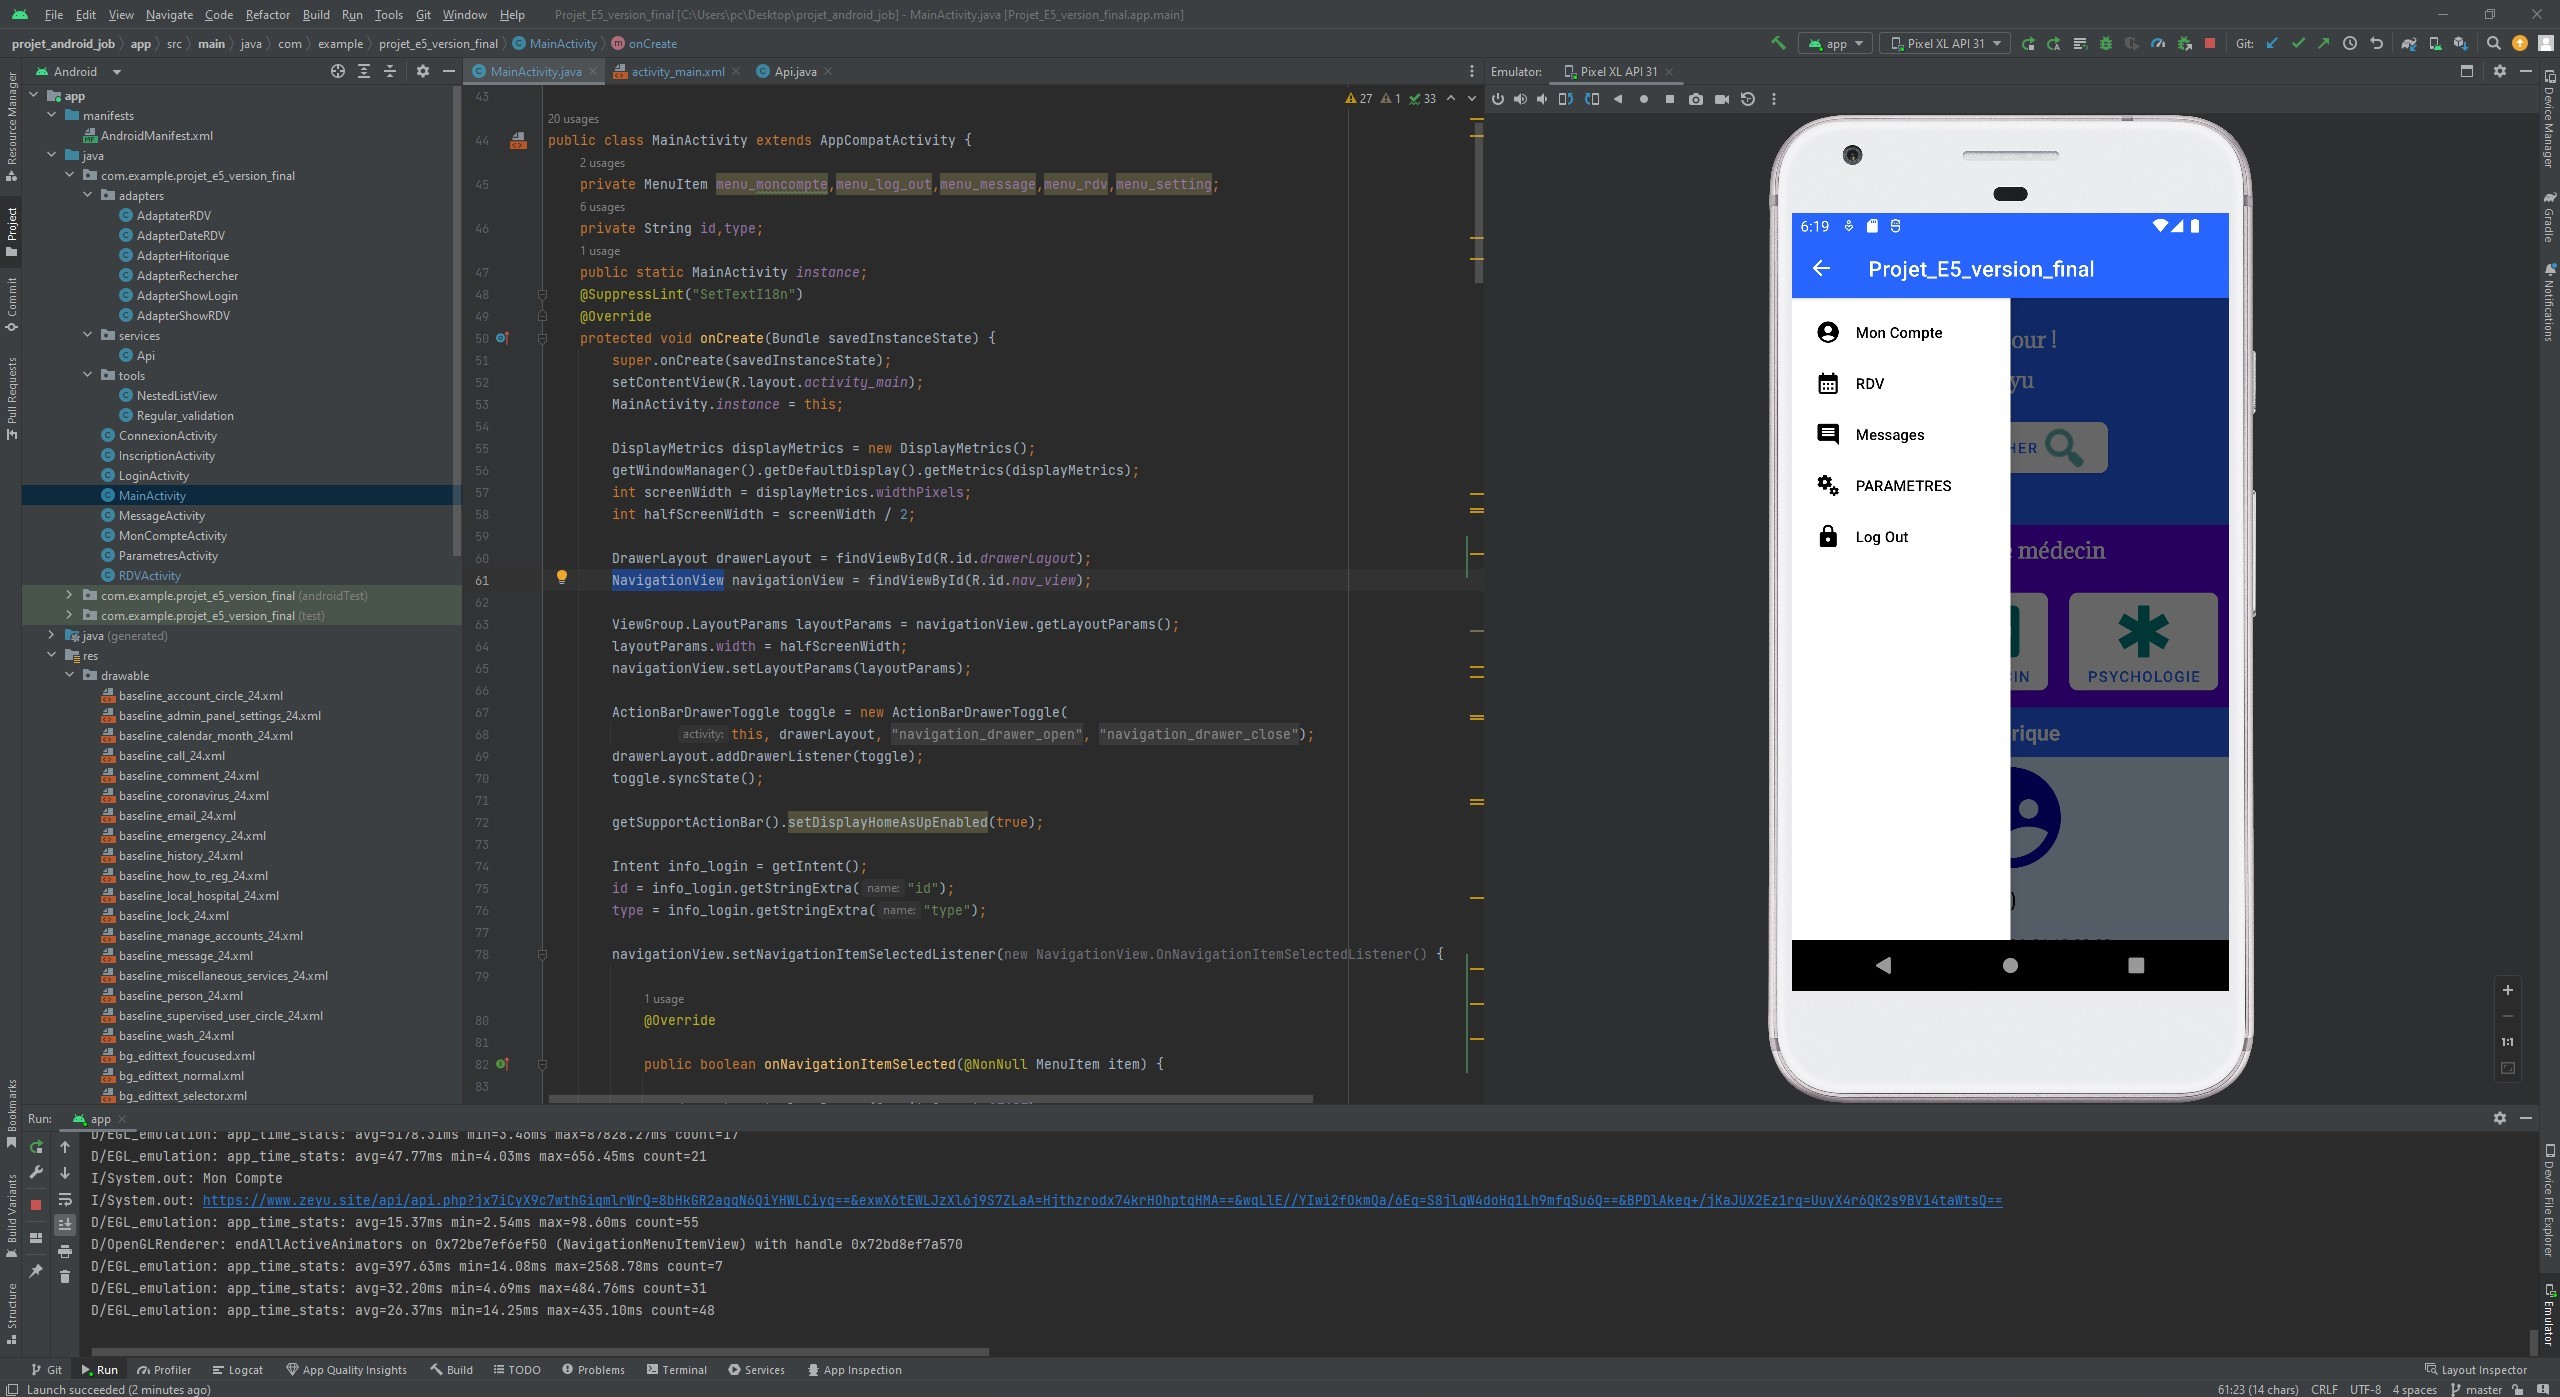 File Edit View Navigate Code Refactor Build Run Tools Git Window Help Projet_E5_version_final [C:\Users\pc\Desktop\projet_android_job] - MainActivity.java [Projet_E5_version_final.app.main]
projet_android_job app src main java com example projet_e5_version_final MainActivity onCreate app Pixel XL API 31 Git:
Android MainActivity.java activity_main.xml Api.java Emulator: Pixel XL API 31
Resource Manager
Project
Commit
Pull Requests
Bookmarks
Build Variants
Structure
app
manifests
AndroidManifest.xml
java
com.example.projet_e5_version_final
adapters
AdaptaterRDV
AdapterDateRDV
AdapterHitorique
AdapterRechercher
AdapterShowLogin
AdapterShowRDV
services
Api
tools
NestedListView
Regular_validation
ConnexionActivity
InscriptionActivity
LoginActivity
MainActivity
MessageActivity
MonCompteActivity
ParametresActivity
RDVActivity
com.example.projet_e5_version_final (androidTest)
com.example.projet_e5_version_final (test)
java (generated)
res
drawable
baseline_account_circle_24.xml
baseline_admin_panel_settings_24.xml
baseline_calendar_month_24.xml
baseline_call_24.xml
baseline_comment_24.xml
baseline_coronavirus_24.xml
baseline_email_24.xml
baseline_emergency_24.xml
baseline_history_24.xml
baseline_how_to_reg_24.xml
baseline_local_hospital_24.xml
baseline_lock_24.xml
baseline_manage_accounts_24.xml
baseline_message_24.xml
baseline_miscellaneous_services_24.xml
baseline_person_24.xml
baseline_supervised_user_circle_24.xml
baseline_wash_24.xml
bg_edittext_foucused.xml
bg_edittext_normal.xml
bg_edittext_selector.xml
27 1 33
43
20 usages
44 public class MainActivity extends AppCompatActivity {
2 usages
45 private MenuItem menu_moncompte,menu_log_out,menu_message,menu_rdv,menu_setting;
6 usages
46 private String id,type;
1 usage
47 public static MainActivity instance;
48 @SuppressLint("SetTextI18n")
49 @Override
50 protected void onCreate(Bundle savedInstanceState) {
51 super.onCreate(savedInstanceState);
52 setContentView(R.layout.activity_main);
53 MainActivity.instance = this;
54
55 DisplayMetrics displayMetrics = new DisplayMetrics();
56 getWindowManager().getDefaultDisplay().getMetrics(displayMetrics);
57 int screenWidth = displayMetrics.widthPixels;
58 int halfScreenWidth = screenWidth / 2;
59
60 DrawerLayout drawerLayout = findViewById(R.id.drawerLayout);
61 NavigationView navigationView = findViewById(R.id.nav_view);
62
63 ViewGroup.LayoutParams layoutParams = navigationView.getLayoutParams();
64 layoutParams.width = halfScreenWidth;
65 navigationView.setLayoutParams(layoutParams);
66
67 ActionBarDrawerToggle toggle = new ActionBarDrawerToggle(
68 activity: this, drawerLayout, "navigation_drawer_open", "navigation_drawer_close");
69 drawerLayout.addDrawerListener(toggle);
70 toggle.syncState();
71
72 getSupportActionBar().setDisplayHomeAsUpEnabled(true);
73
74 Intent info_login = getIntent();
75 id = info_login.getStringExtra( name: "id");
76 type = info_login.getStringExtra( name: "type");
77
78 navigationView.setNavigationItemSelectedListener(new NavigationView.OnNavigationItemSelectedListener() {
79
1 usage
80 @Override
81
82 public boolean onNavigationItemSelected(@NonNull MenuItem item) {
83
6:19
Projet_E5_version_final
Mon Compte
RDV
Messages
PARAMETRES
Log Out
our !
yu
HER
médecin
CIN PSYCHOLOGIE
rique
1:1
Device Manager
Gradle
Notifications
Device File Explorer
Emulator
Run: app
D/EGL_emulation: app_time_stats: avg=5178.31ms min=3.46ms max=87828.27ms count=17
D/EGL_emulation: app_time_stats: avg=47.77ms min=4.03ms max=656.45ms count=21
I/System.out: Mon Compte
I/System.out: https://www.zeyu.site/api/api.php?jx7iCyX9c7wthGiqmlrWrQ=8bHkGR2aqqN6QiYHWLCiyq==&exwX6tEWLJzXl6j9S7ZLaA=Hjthzrodx74krHOhptqHMA==&wqLlE//YIwi2fOkmQa/6Eq=S8jlqW4doHq1Lh9mfqSu6Q==&BPDlAkeq+/jKaJUX2Ez1rq=UuyX4r6QK2s9BV14taWtsQ==
D/EGL_emulation: app_time_stats: avg=15.37ms min=2.54ms max=98.60ms count=55
D/OpenGLRenderer: endAllActiveAnimators on 0x72be7ef6ef50 (NavigationMenuItemView) with handle 0x72bd8ef7a570
D/EGL_emulation: app_time_stats: avg=397.63ms min=14.08ms max=2568.78ms count=7
D/EGL_emulation: app_time_stats: avg=32.20ms min=4.69ms max=484.76ms count=31
D/EGL_emulation: app_time_stats: avg=26.37ms min=14.25ms max=435.10ms count=48
Git Run Profiler Logcat App Quality Insights Build TODO Problems Terminal Services App Inspection Layout Inspector
Launch succeeded (2 minutes ago) 61:23 (14 chars) CRLF UTF-8 4 spaces master